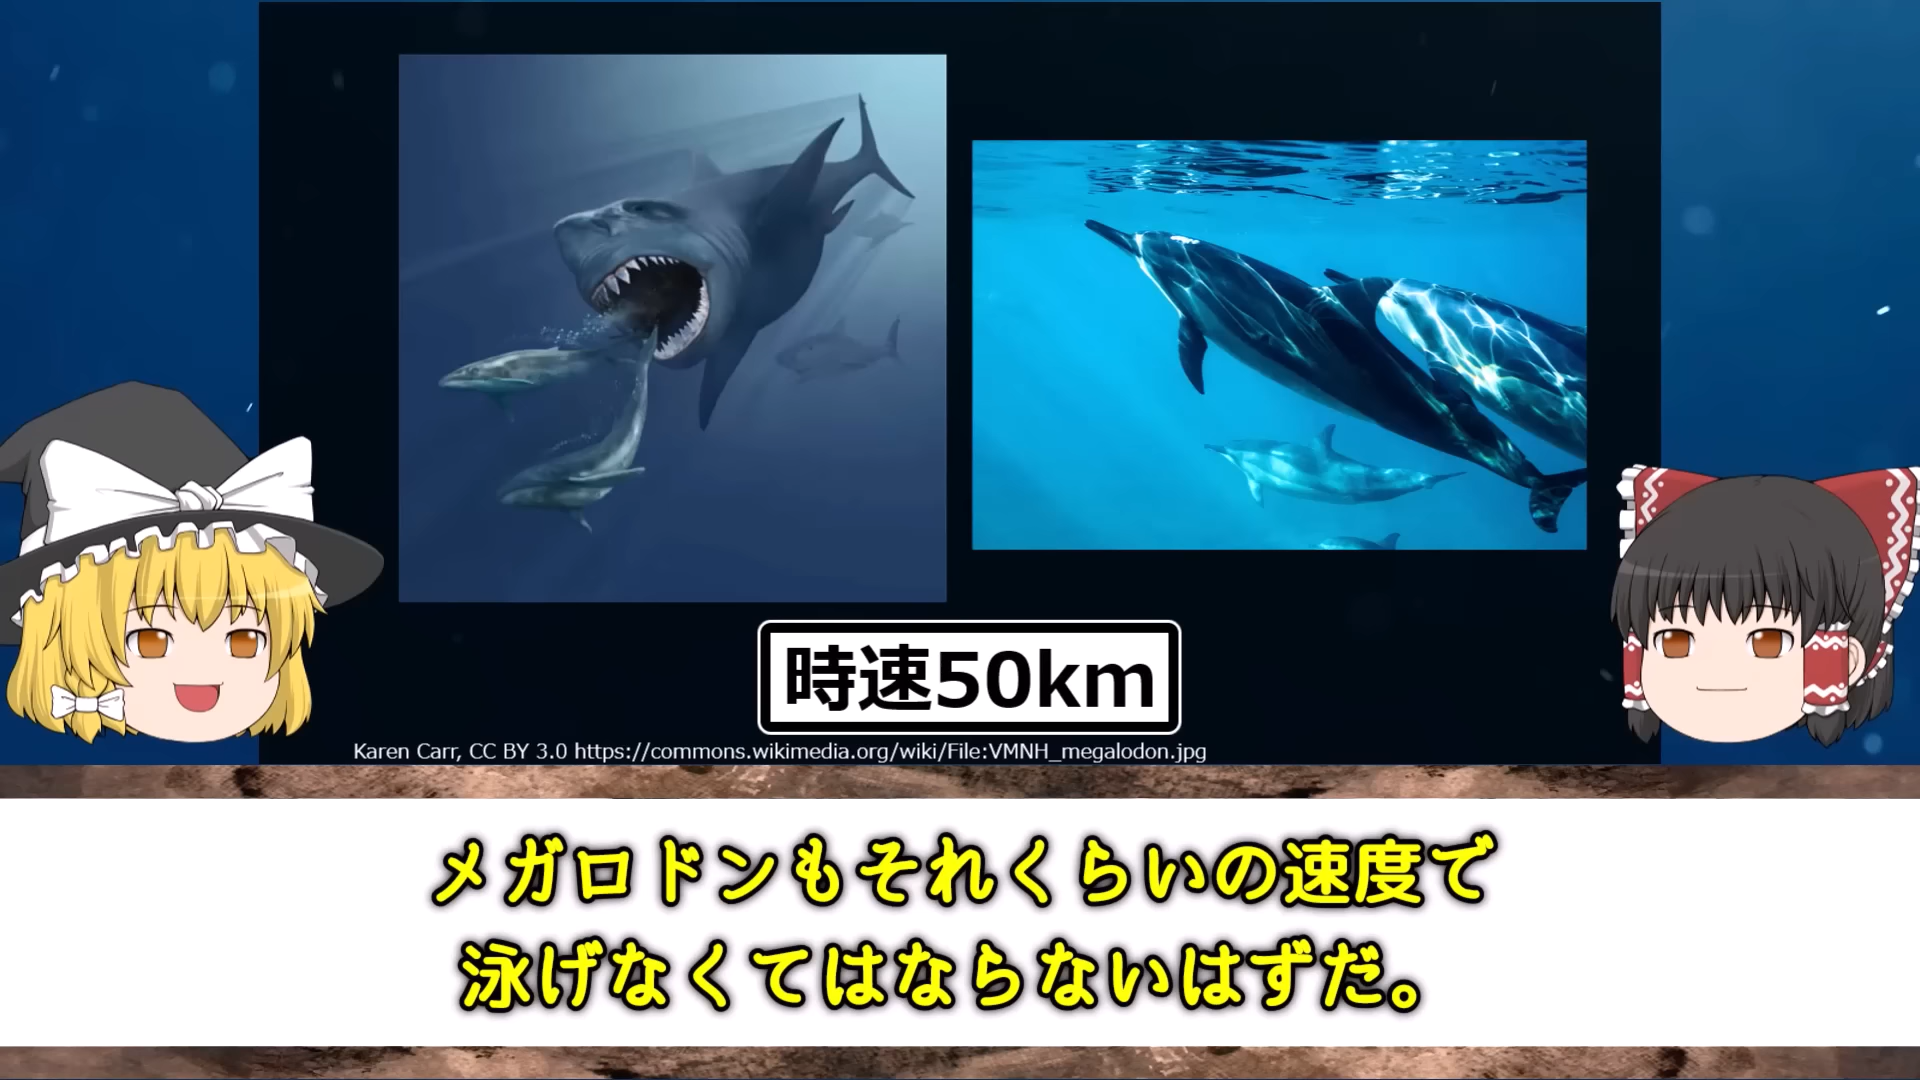 時速50km
Karen Carr, CC BY 3.0 https://commons.wikimedia.org/wiki/File:VMNH_megalodon.jpg
メガロドンもそれくらいの速度で
泳げなくてはならないはずだ。